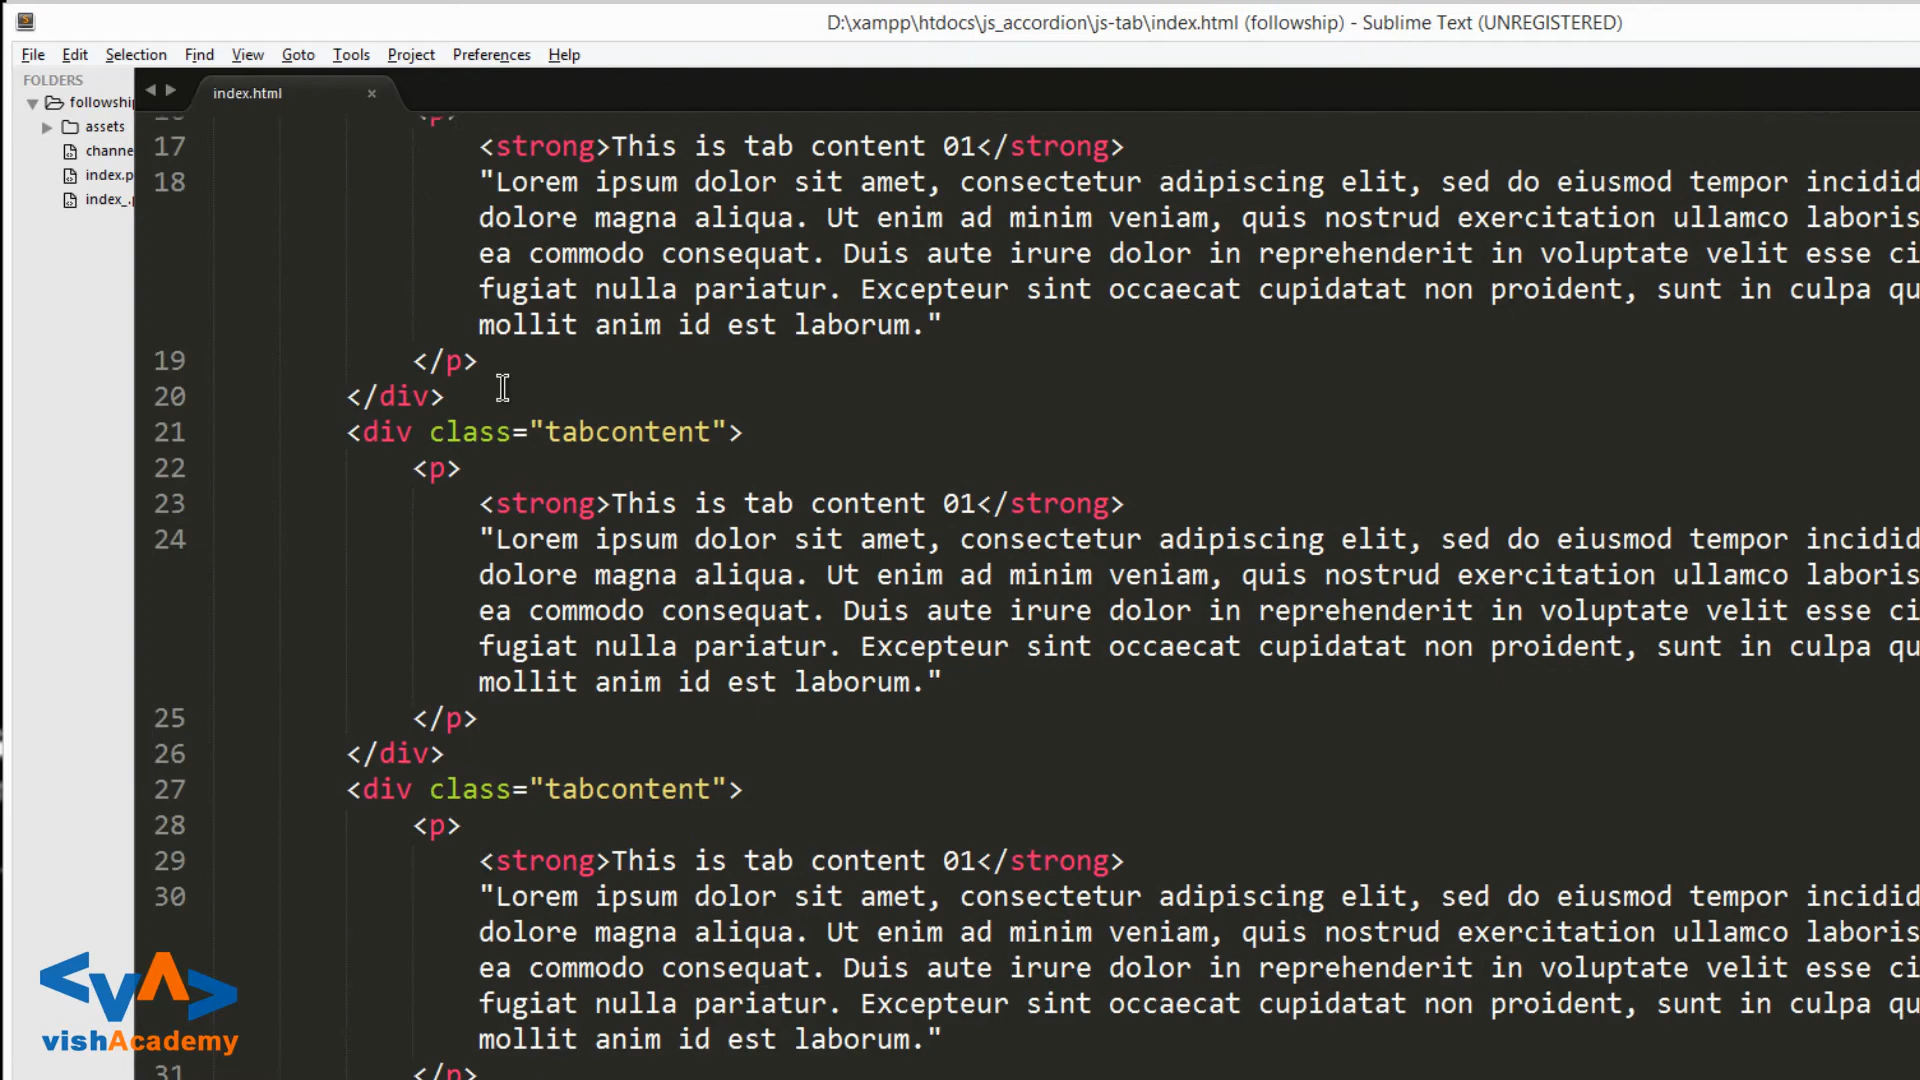 D:\xampp\htdocs\js_accordion\js-tab\index.html (followship) - Sublime Text (UNREGISTERED)
File Edit Selection Find View Goto Tools Project Preferences Help
FOLDERS
followship
assets
channe
index.p
index_.p
index.html
<p>
17 <strong>This is tab content 01</strong>
18 "Lorem ipsum dolor sit amet, consectetur adipiscing elit, sed do eiusmod tempor incidid
dolore magna aliqua. Ut enim ad minim veniam, quis nostrud exercitation ullamco laboris
ea commodo consequat. Duis aute irure dolor in reprehenderit in voluptate velit esse ci
fugiat nulla pariatur. Excepteur sint occaecat cupidatat non proident, sunt in culpa qu
mollit anim id est laborum."
19 </p>
20 </div>
21 <div class="tabcontent">
22 <p>
23 <strong>This is tab content 01</strong>
24 "Lorem ipsum dolor sit amet, consectetur adipiscing elit, sed do eiusmod tempor incidid
dolore magna aliqua. Ut enim ad minim veniam, quis nostrud exercitation ullamco laboris
ea commodo consequat. Duis aute irure dolor in reprehenderit in voluptate velit esse ci
fugiat nulla pariatur. Excepteur sint occaecat cupidatat non proident, sunt in culpa qu
mollit anim id est laborum."
25 </p>
26 </div>
27 <div class="tabcontent">
28 <p>
29 <strong>This is tab content 01</strong>
30 "Lorem ipsum dolor sit amet, consectetur adipiscing elit, sed do eiusmod tempor incidid
dolore magna aliqua. Ut enim ad minim veniam, quis nostrud exercitation ullamco laboris
ea commodo consequat. Duis aute irure dolor in reprehenderit in voluptate velit esse ci
fugiat nulla pariatur. Excepteur sint occaecat cupidatat non proident, sunt in culpa qu
mollit anim id est laborum."
31 </p>
<VA>
vishAcademy